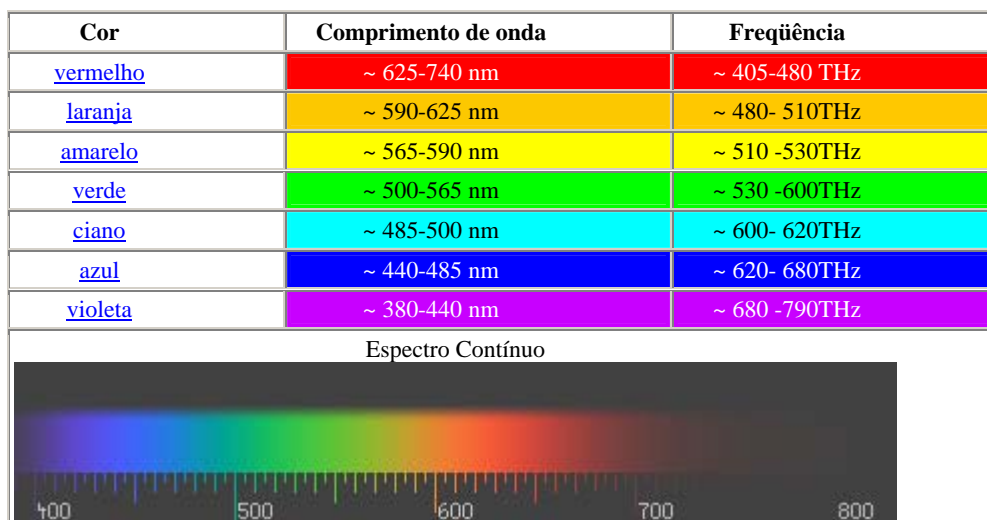 Cor Comprimento de onda Freqüência
vermelho ~ 625-740 nm ~ 405-480 THz
laranja ~ 590-625 nm ~ 480- 510THz
amarelo ~ 565-590 nm ~ 510 -530THz
verde ~ 500-565 nm ~ 530 -600THz
ciano ~ 485-500 nm ~ 600- 620THz
azul ~ 440-485 nm ~ 620- 680THz
violeta ~ 380-440 nm ~ 680 -790THz
Espectro Contínuo
400 500 600 700 800